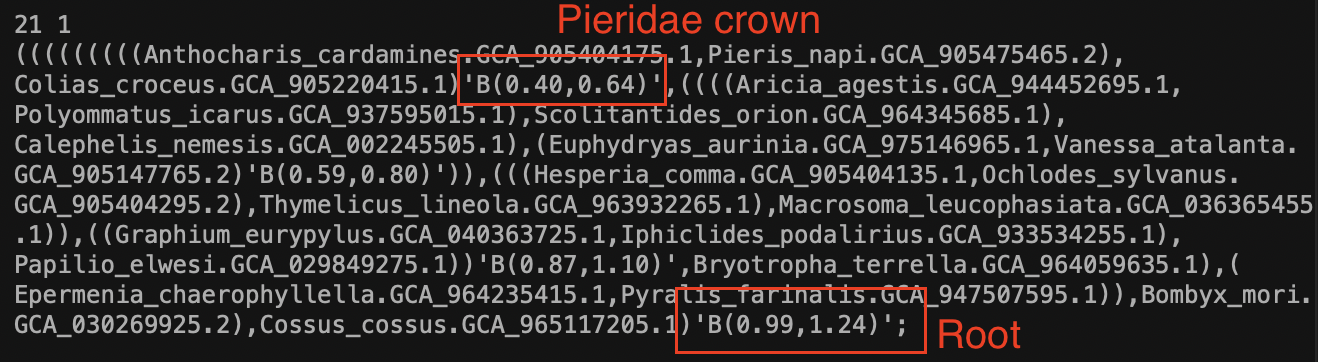 Pieridae crown
21 1
(((((((((Anthocharis_cardamines.GCA_905404175.1,Pieris_napi.GCA_905475465.2),
Colias_croceus.GCA_905220415.1)'B(0.40,0.64)',((((Aricia_agestis.GCA_944452695.1,
Polyommatus_icarus.GCA_937595015.1),Scolitantides_orion.GCA_964345685.1),
Calephelis_nemesis.GCA_002245505.1),(Euphydryas_aurinia.GCA_975146965.1,Vanessa_atalanta.
GCA_905147765.2)'B(0.59,0.80)')),(((Hesperia_comma.GCA_905404135.1,Ochlodes_sylvanus.
GCA_905404295.2),Thymelicus_lineola.GCA_963932265.1),Macrosoma_leucophasiata.GCA_036365455
.1)),((Graphium_eurypylus.GCA_040363725.1,Iphiclides_podalirius.GCA_933534255.1),
Papilio_elwesi.GCA_029849275.1))'B(0.87,1.10)',Bryotropha_terrella.GCA_964059635.1),(
Epermenia_chaerophyllella.GCA_964235415.1,Pyralis_farinalis.GCA_947507595.1)),Bombyx_mori.
GCA_030269925.2),Cossus_cossus.GCA_965117205.1)'B(0.99,1.24)';
Root